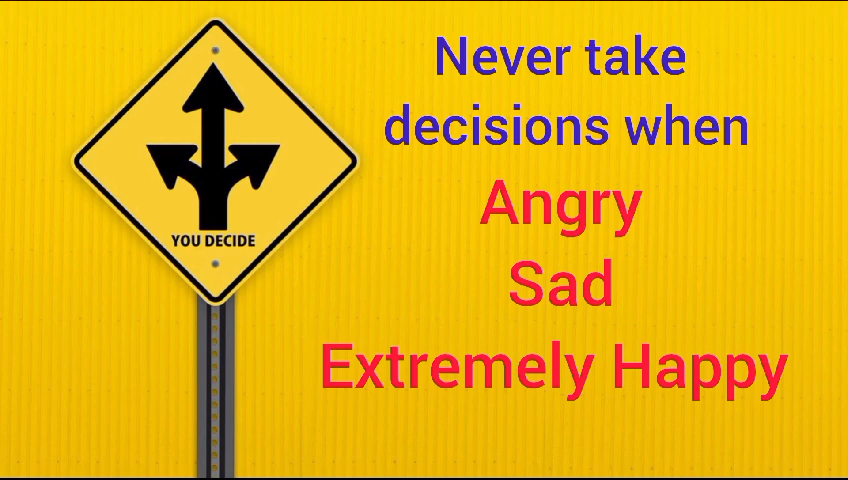 YOU DECIDE
Never take
decisions when
Angry
Sad
Extremely Happy